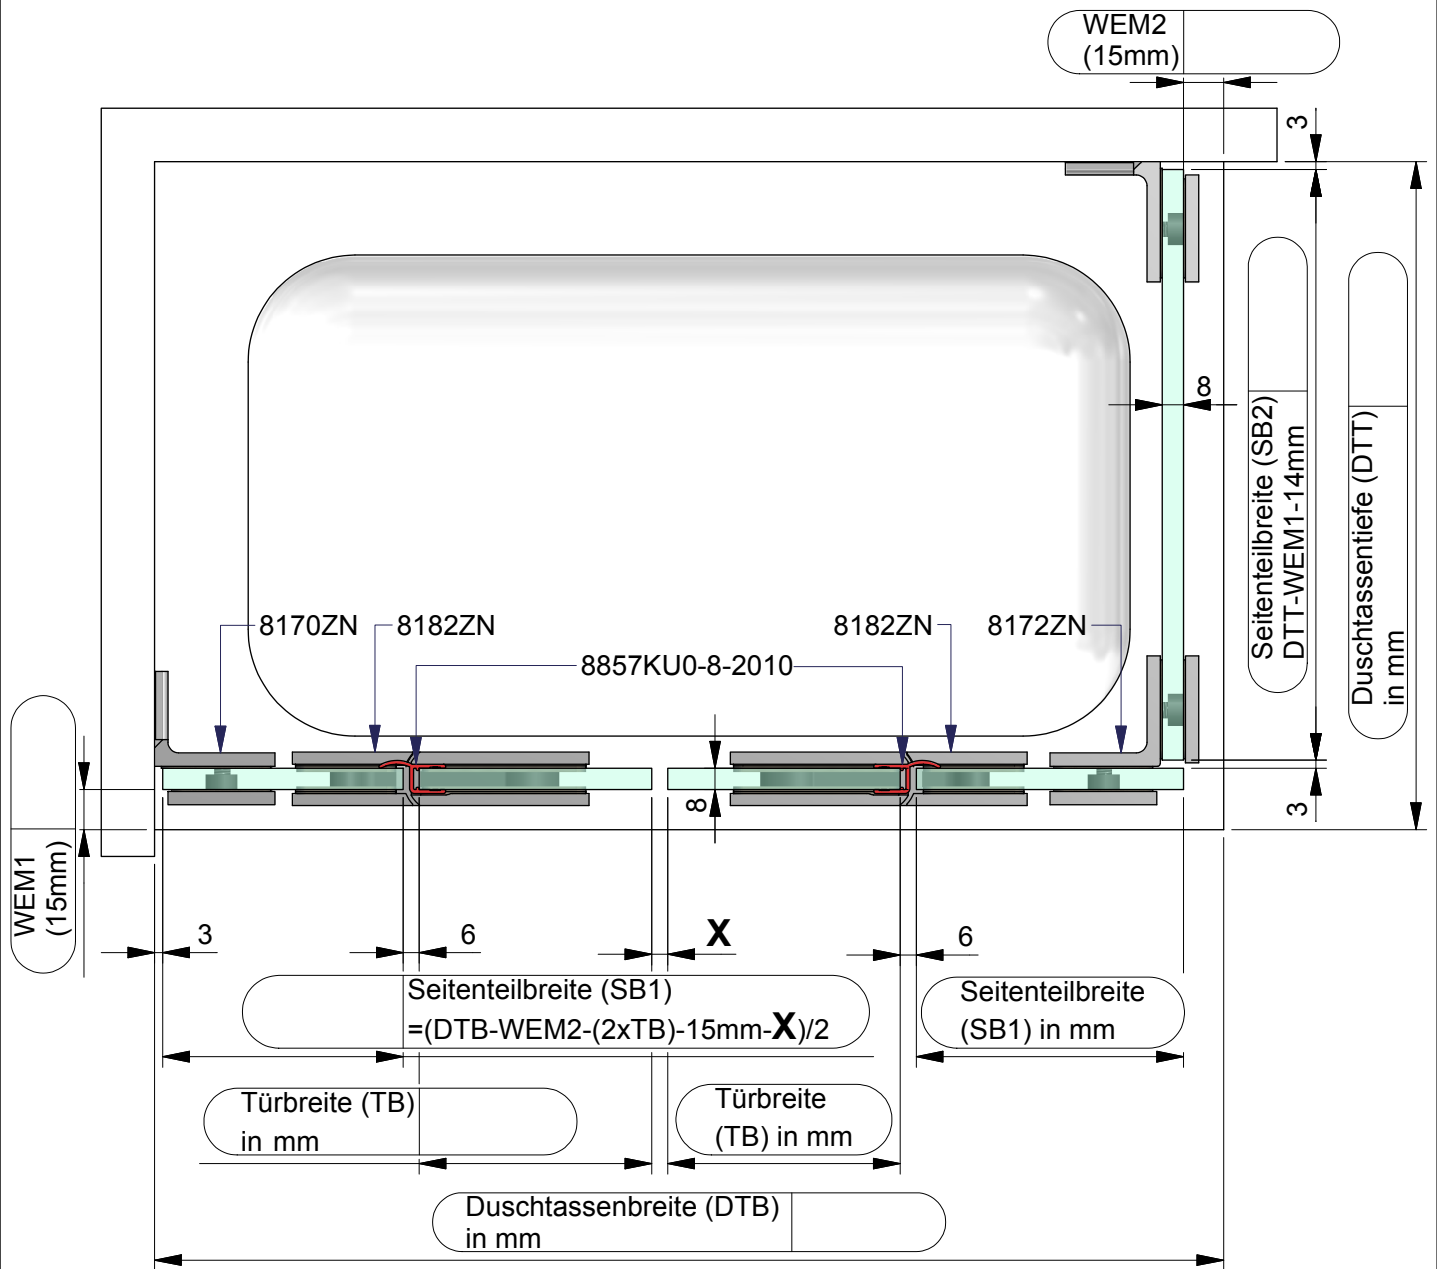 WEM2
(15mm)
3
8
Seitenteilbreite (SB2)
DTT-WEM1-14mm
Duschtassentiefe (DTT)
in mm
8170ZN
8182ZN
8182ZN
8172ZN
8857KU0-8-2010
8
3
WEM1
(15mm)
3
6
X
6
Seitenteilbreite (SB1)
=(DTB-WEM2-(2xTB)-15mm-X)/2
Seitenteilbreite
(SB1) in mm
Türbreite (TB)
in mm
Türbreite
(TB) in mm
Duschtassenbreite (DTB)
in mm